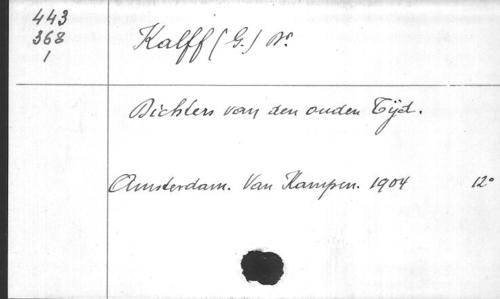 443
368
1
Kalff (G.) Dr.
Dichters van den ouden Tijd.
Amsterdam. Van Kampen. 1904 12°